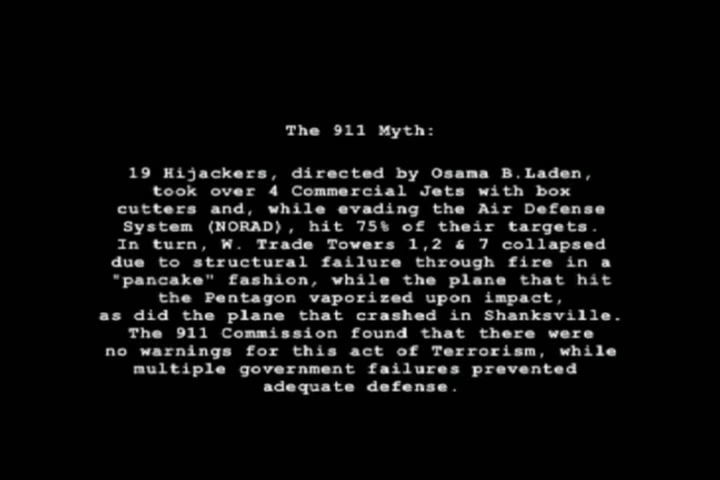 The 911 Myth:
19 Hijackers, directed by Osama B.Laden,
took over 4 Commercial Jets with box
cutters and, while evading the Air Defense
System (NORAD), hit 75% of their targets.
In turn, W. Trade Towers 1,2 & 7 collapsed
due to structural failure through fire in a
"pancake" fashion, while the plane that hit
the Pentagon vaporized upon impact,
as did the plane that crashed in Shanksville.
The 911 Commission found that there were
no warnings for this act of Terrorism, while
multiple government failures prevented
adequate defense.